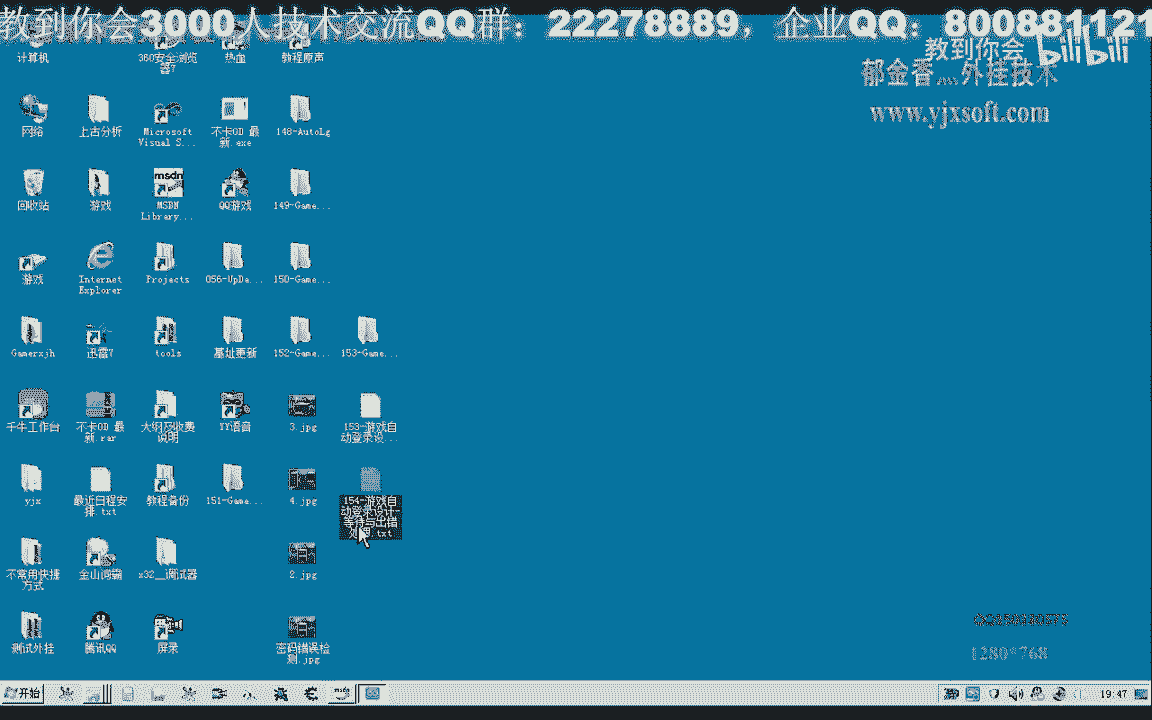 教到你会3000人技术交流QQ群：22278889，企业QQ：800881121
教到你会 bilibili
郁金香灬外挂技术
www.yjxsoft.com
计算机
360安全浏览
器7
热血
教程原声
网络
上古分析
Microsoft
Visual S...
不卡OD 最
新.exe
148-AutoLg
回收站
游戏
msdn
MSDN
Library...
QQ游戏
149-Game...
游戏
Internet
Explorer
Projects
056-UpDa...
150-Game...
Gamerxjh
迅雷7
tools
基址更新
152-Game...
153-Game...
千牛工作台
不卡OD 最
新.rar
大纲及收费
说明
YY语音
3.jpg
153-游戏自
动登录设...
yjx
最近日程安
排.txt
教程备份
151-Game...
4.jpg
154-游戏自
动登录设计-
等待与出错
处理.txt
不常用快捷
方式
金山词霸
x32__调试器
2.jpg
测试外挂
腾讯QQ
屏录
密码错误检
测.jpg
1280*768
开始
msdn
19:47